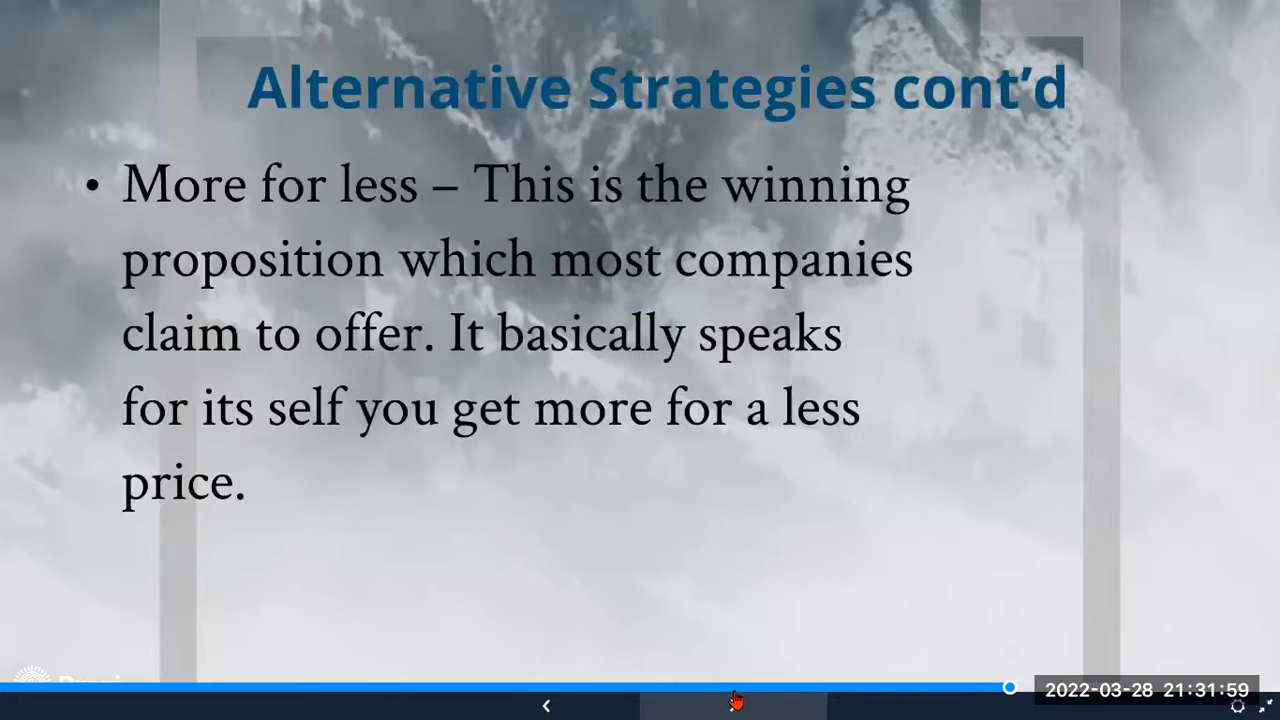 Alternative Strategies cont’d
• More for less – This is the winning
proposition which most companies
claim to offer. It basically speaks
for its self you get more for a less
price.
2022-03-28 21:31:59